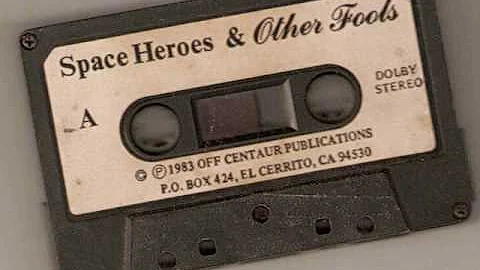 Space Heroes & Other Fools
A
DOLBY
STEREO
© ℗ 1983 OFF CENTAUR PUBLICATIONS
P.O. BOX 424, EL CERRITO, CA 94530